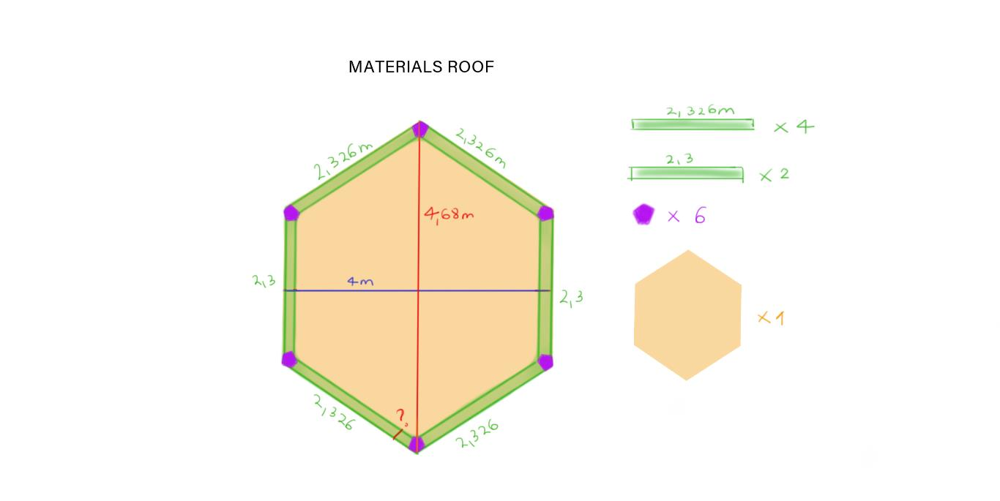 MATERIALS ROOF
2,326m
2,326m
2,326m
x 4
2,3
x 2
4,68m
x 6
2,3
4m
2,3
x 1
?
2,326
2,326